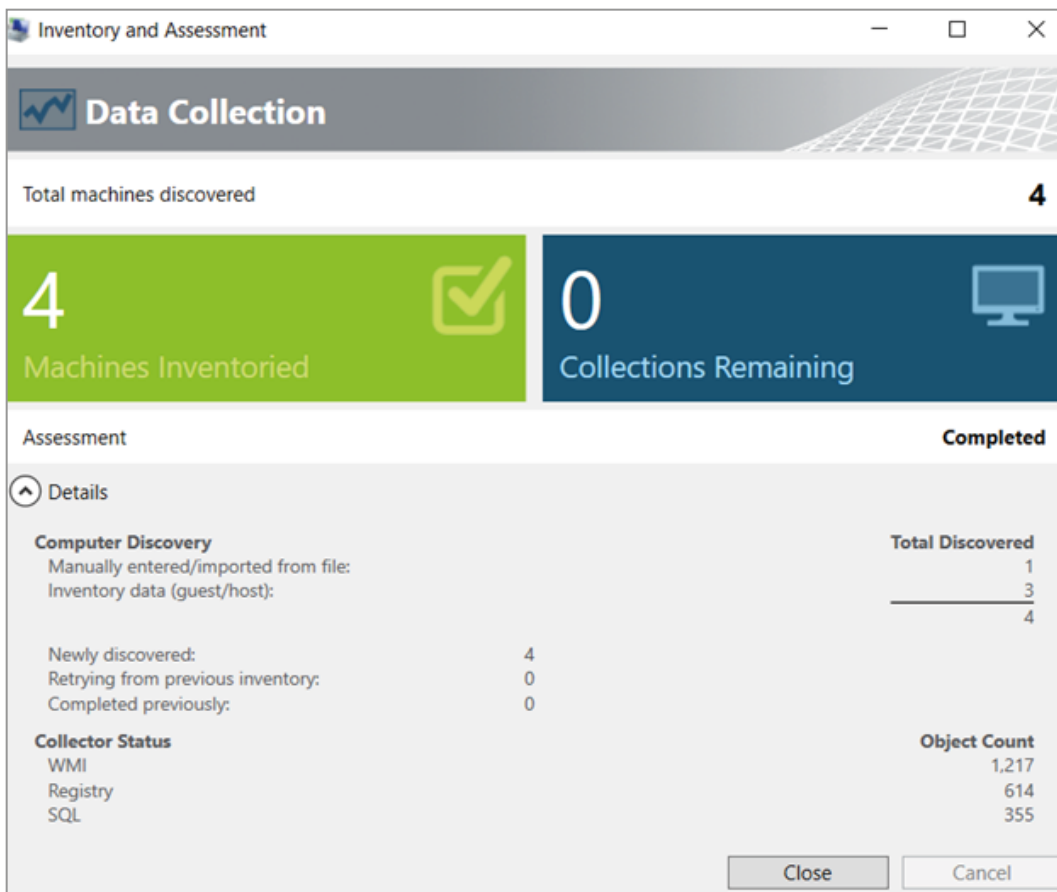 Inventory and Assessment
Data Collection
Total machines discovered 4
4
Machines Inventoried
0
Collections Remaining
Assessment Completed
Details
Computer Discovery Total Discovered
Manually entered/imported from file: 1
Inventory data (guest/host): 3
4
Newly discovered: 4
Retrying from previous inventory: 0
Completed previously: 0
Collector Status Object Count
WMI 1,217
Registry 614
SQL 355
Close Cancel